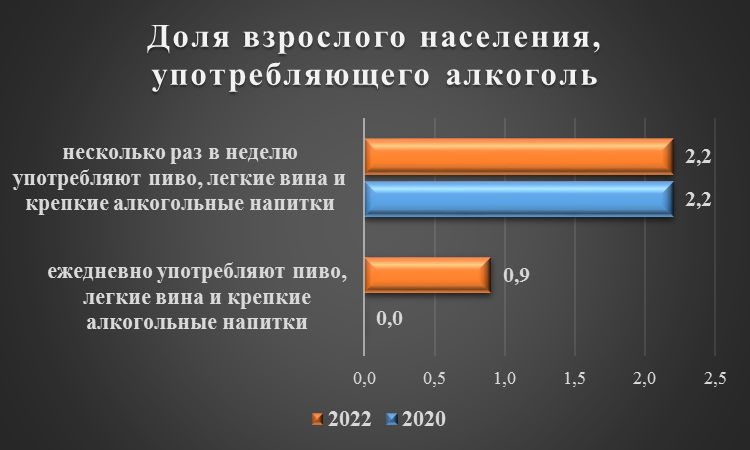 Доля взрослого населения,
употребляющего алкоголь
несколько раз в неделю
употребляют пиво, легкие вина и
крепкие алкогольные напитки
2,2
2,2
ежедневно употребляют пиво,
легкие вина и крепкие
алкогольные напитки
0,9
0,0
0,0 0,5 1,0 1,5 2,0 2,5
2022 2020